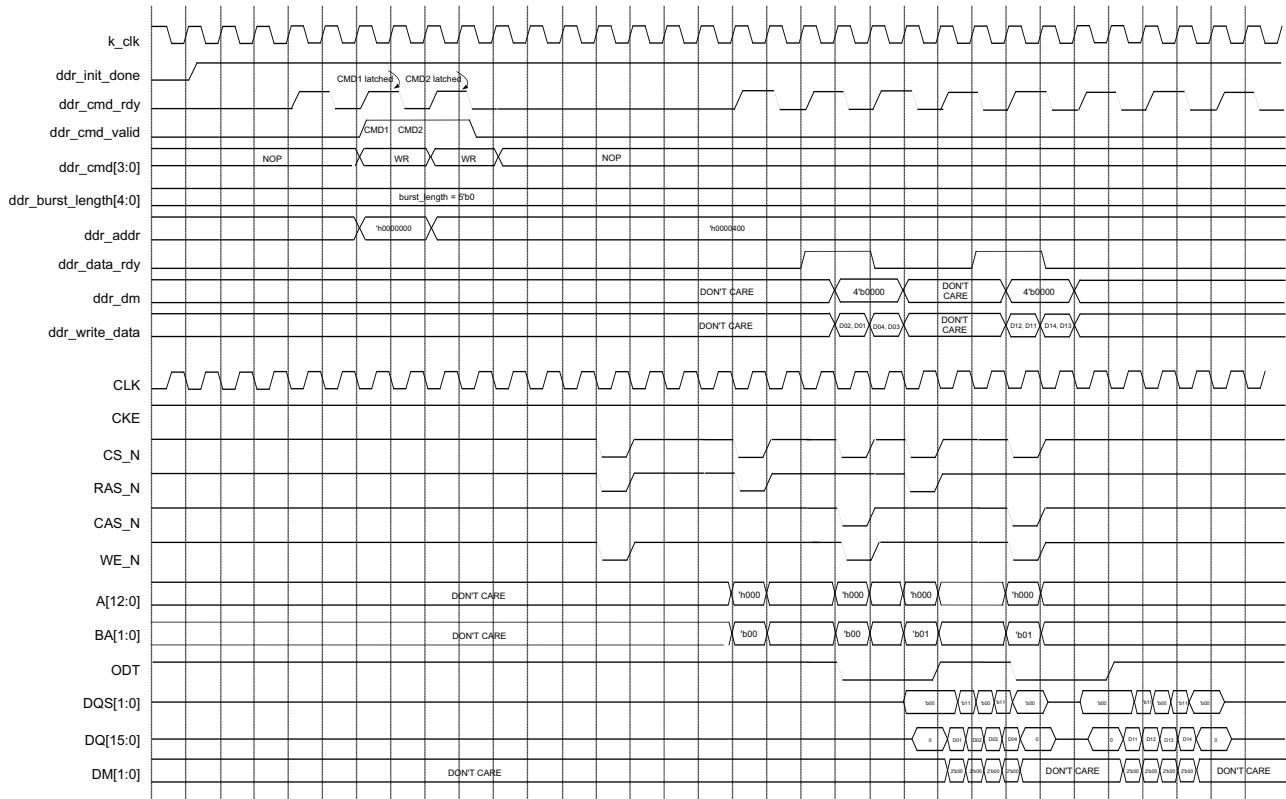 k_clk
ddr_init_done
CMD1 latched CMD2 latched
ddr_cmd_rdy
ddr_cmd_valid CMD1 CMD2
ddr_cmd[3:0] NOP WR WR NOP
ddr_burst_length[4:0] burst_length = 5'b0
ddr_addr 'h0000000 'h0000400
ddr_data_rdy
ddr_dm DON'T CARE 4'b0000 DON'T CARE 4'b0000
ddr_write_data DON'T CARE D02, D01 D04, D03 DON'T CARE D12, D11 D14, D13
CLK
CKE
CS_N
RAS_N
CAS_N
WE_N
A[12:0] DON'T CARE 'h000 'h000 'h000 'h000
BA[1:0] DON'T CARE 'b00 'b00 'b01 'b01
ODT
DQS[1:0] 'b00 'b11 'b00 'b11 'b00 'b00 'b11 'b00 'b11 'b00
DQ[15:0] 0 D01 D02 D03 D04 0 0 D11 D12 D13 D14 0
DM[1:0] DON'T CARE 2'b00 2'b00 2'b00 2'b00 DON'T CARE 2'b00 2'b00 2'b00 2'b00 DON'T CARE